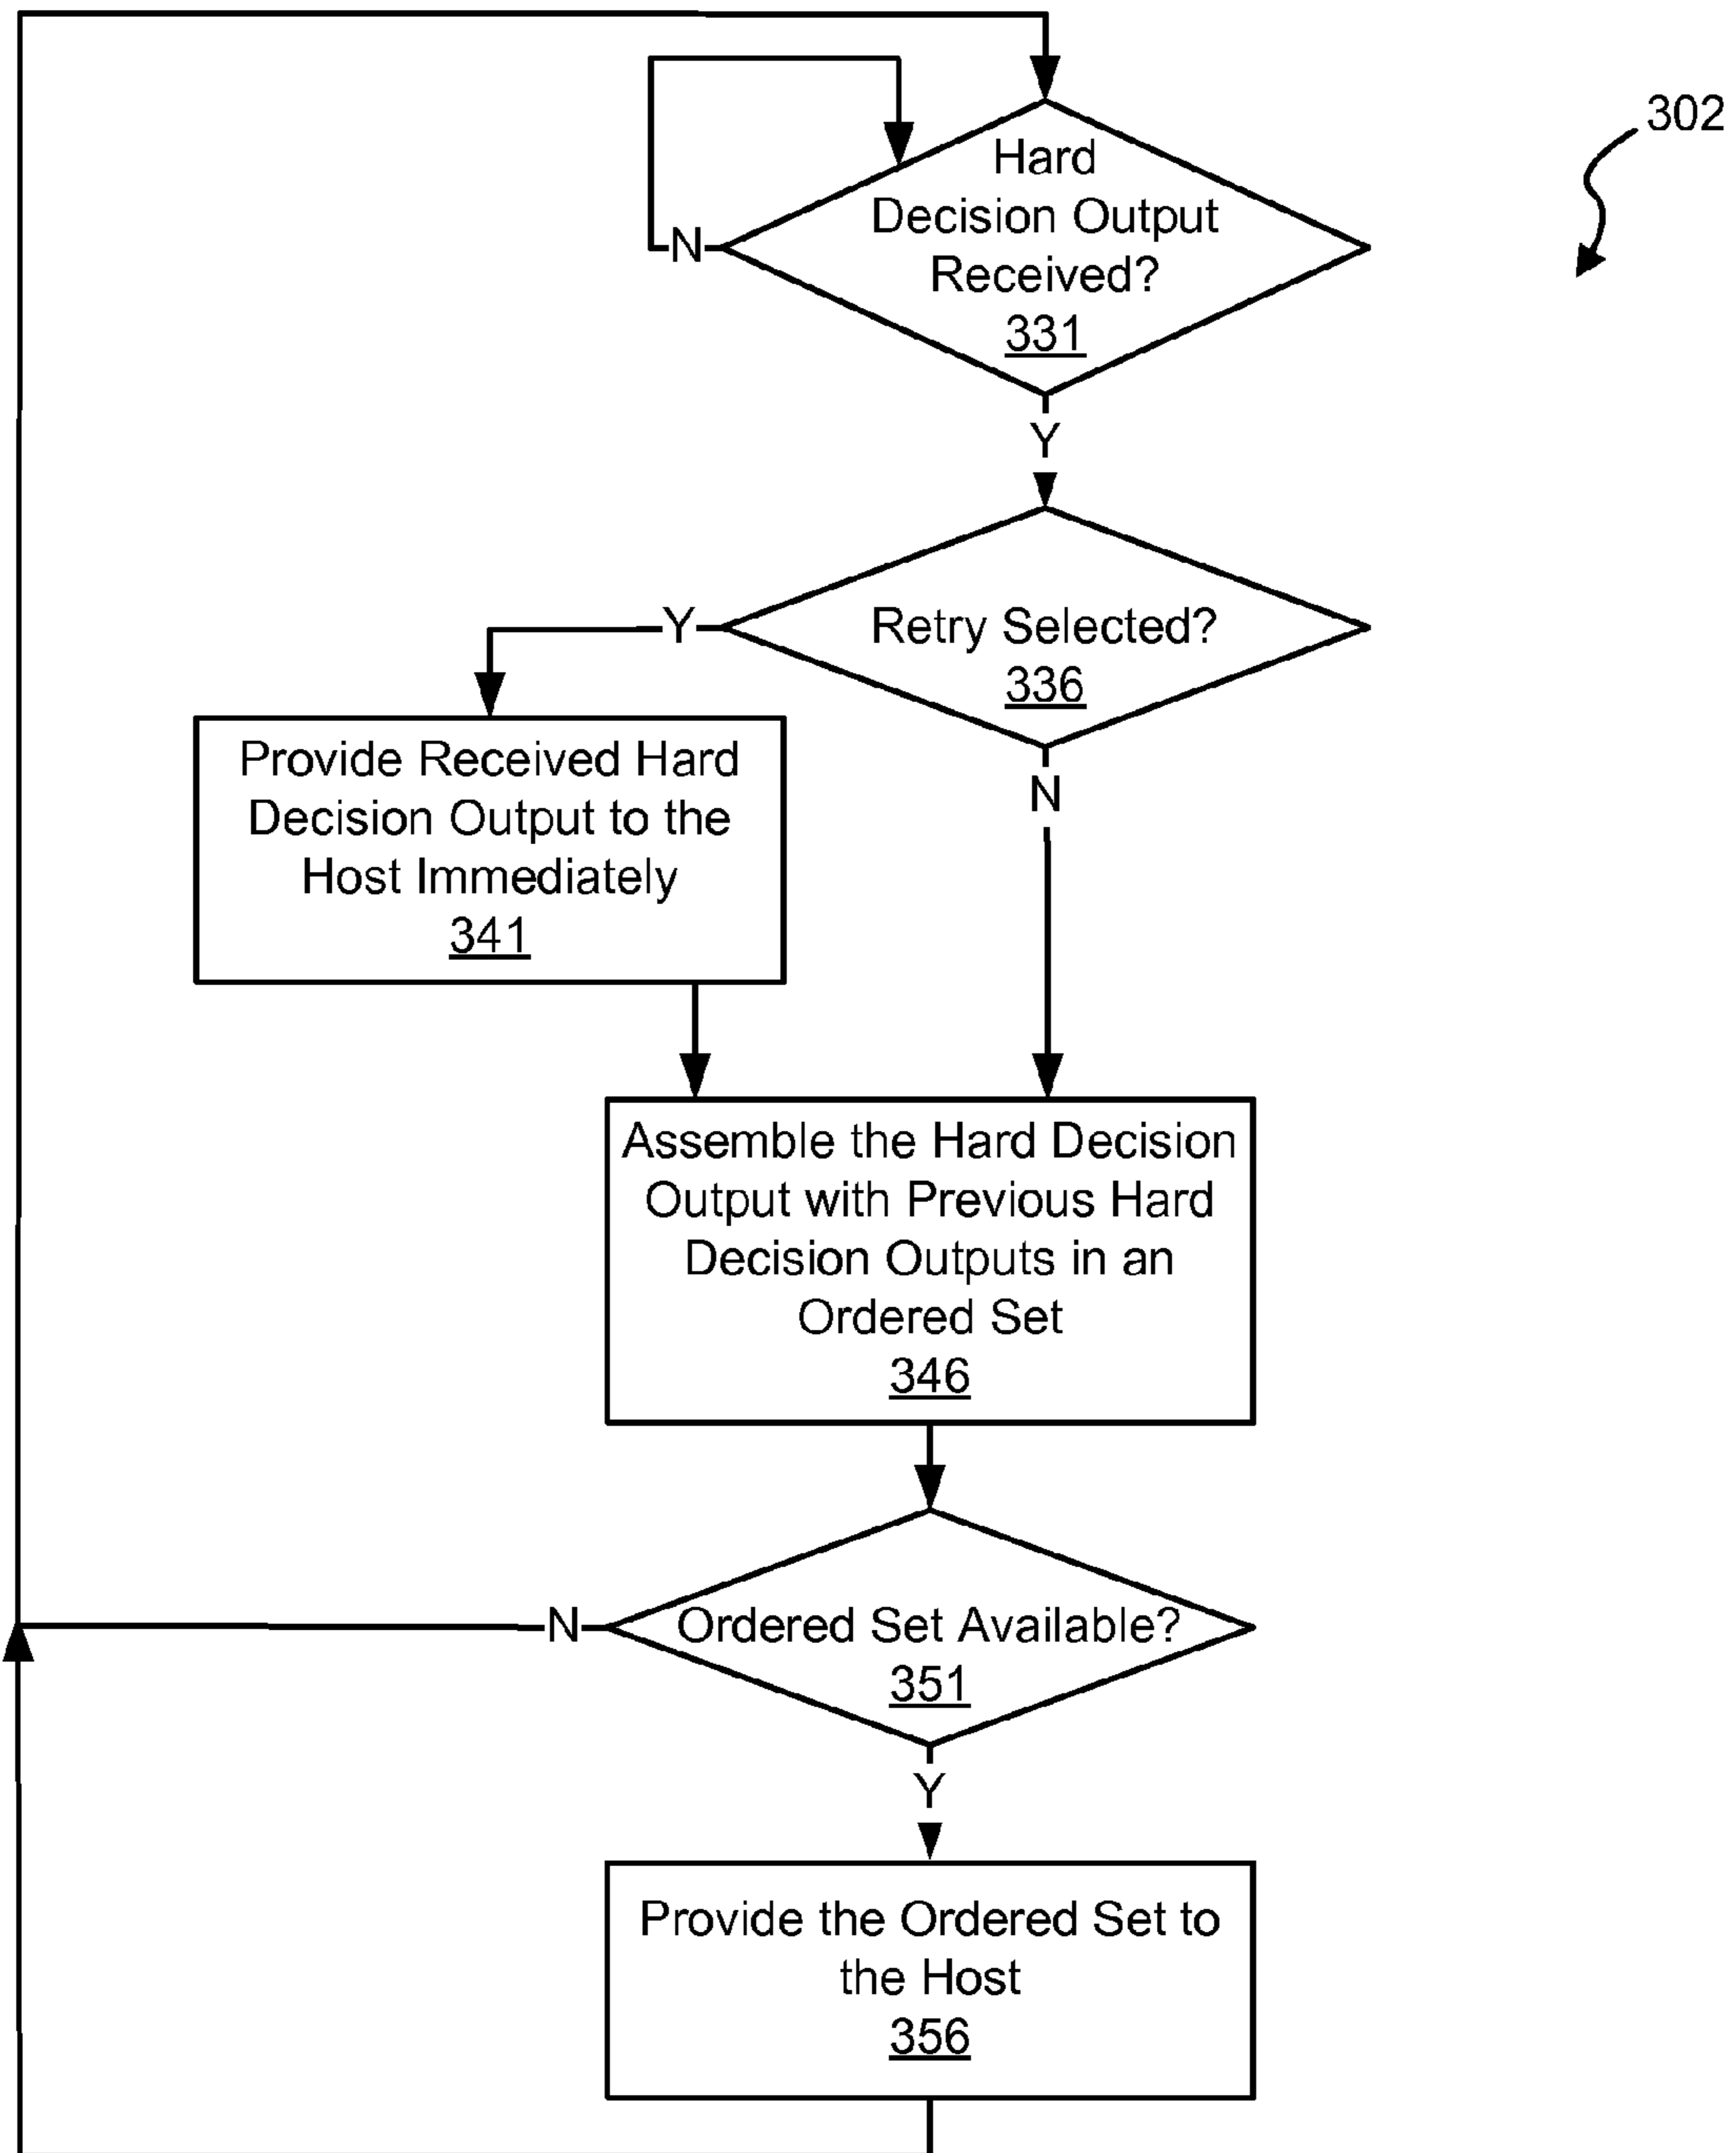 302
Hard
Decision Output
Received?
331
N
Y
Retry Selected?
336
Y
N
Provide Received Hard
Decision Output to the
Host Immediately
341
Assemble the Hard Decision
Output with Previous Hard
Decision Outputs in an
Ordered Set
346
Ordered Set Available?
351
N
Y
Provide the Ordered Set to
the Host
356